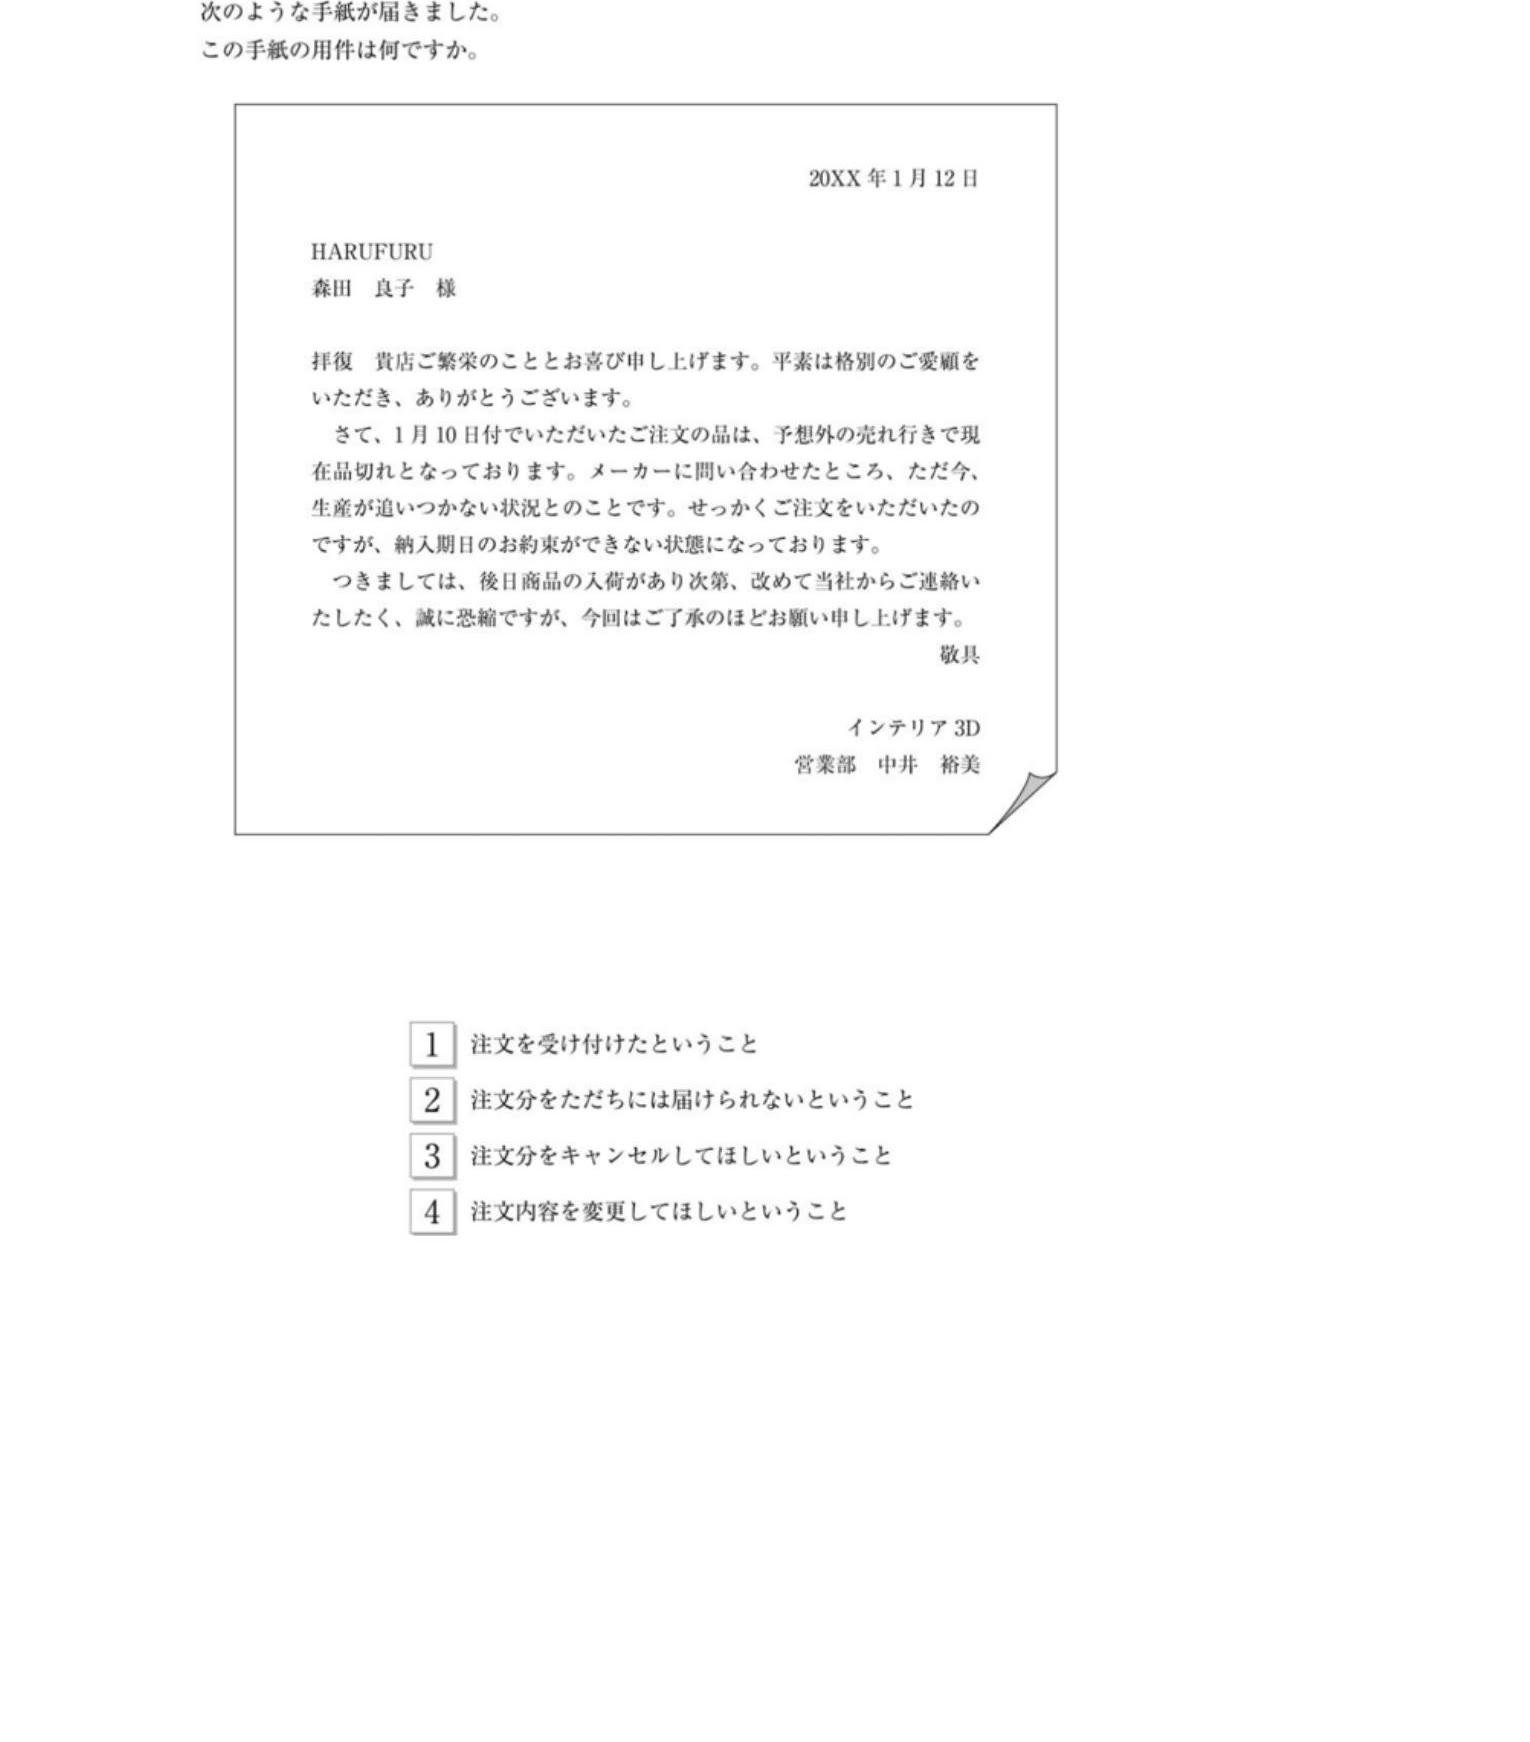 次のような手紙が届きました。
この手紙の用件は何ですか。
20XX 年 1 月 12 日
HARUFURU
森田　良子　様
拝復　貴店ご繁栄のこととお喜び申し上げます。平素は格別のご愛顧を
いただき、ありがとうございます。
　さて、1 月 10 日付でいただいたご注文の品は、予想外の売れ行きで現
在品切れとなっております。メーカーに問い合わせたところ、ただ今、
生産が追いつかない状況とのことです。せっかくご注文をいただいたの
ですが、納入期日のお約束ができない状態になっております。
　つきましては、後日商品の入荷があり次第、改めて当社からご連絡い
たしたく、誠に恐縮ですが、今回はご了承のほどお願い申し上げます。
敬具
インテリア 3D
営業部　中井　裕美
1 注文を受け付けたということ
2 注文分をただちには届けられないということ
3 注文分をキャンセルしてほしいということ
4 注文内容を変更してほしいということ